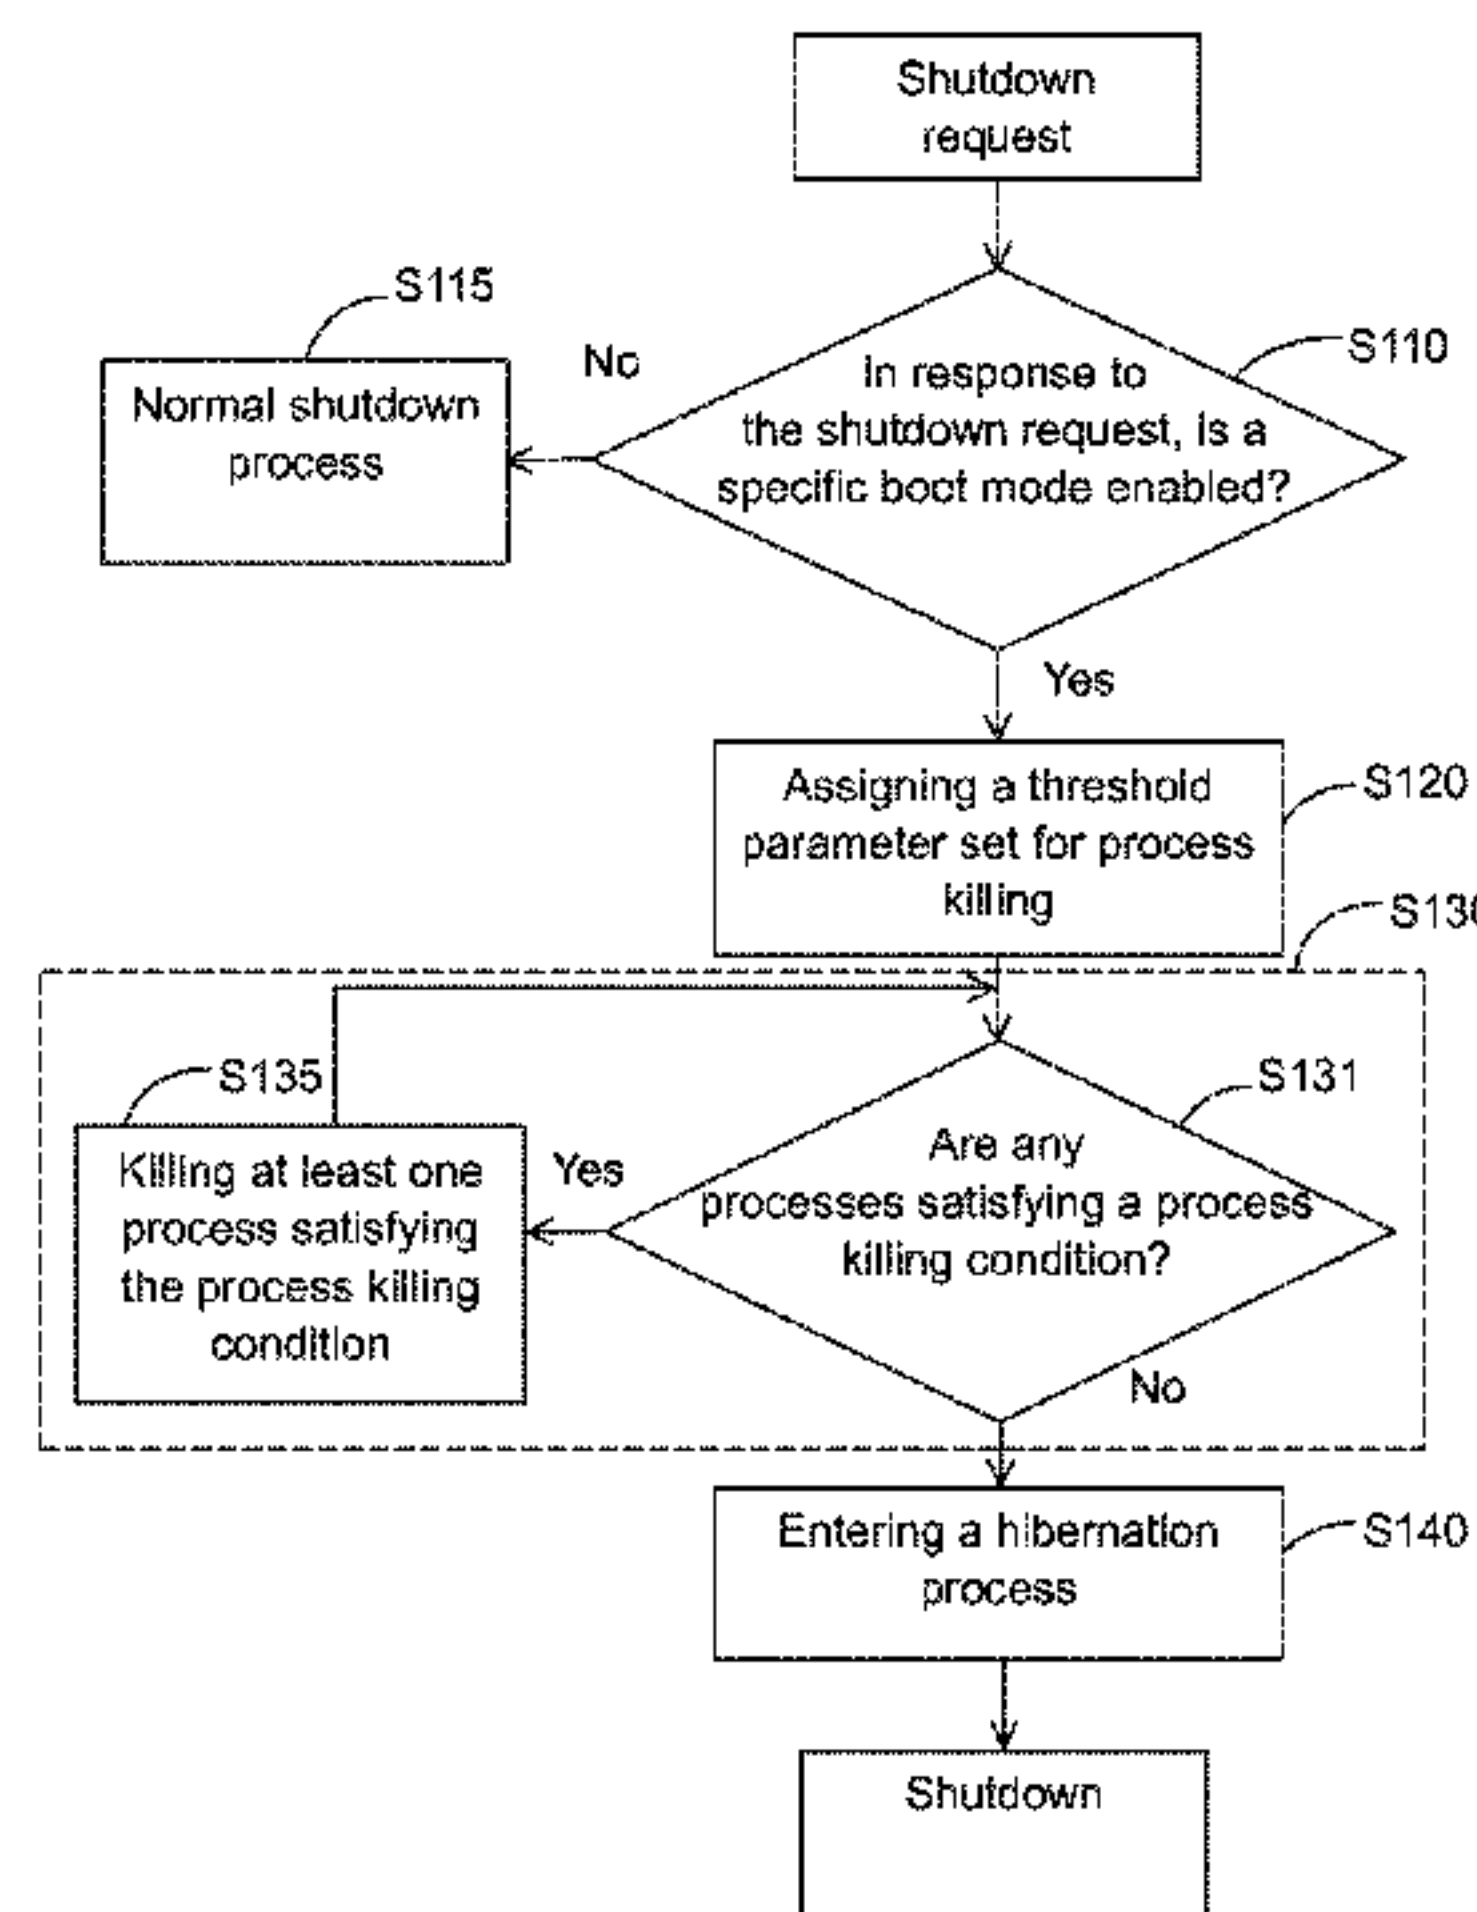 Shutdown
request
S115
S110
No
In response to
the shutdown request, is a
specific boot mode enabled?
Normal shutdown
process
Yes
Assigning a threshold
parameter set for process
killing
S120
S130
S135
S131
Killing at least one
process satisfying
the process killing
condition
Yes
Are any
processes satisfying a process
killing condition?
No
Entering a hibernation
process
S140
Shutdown